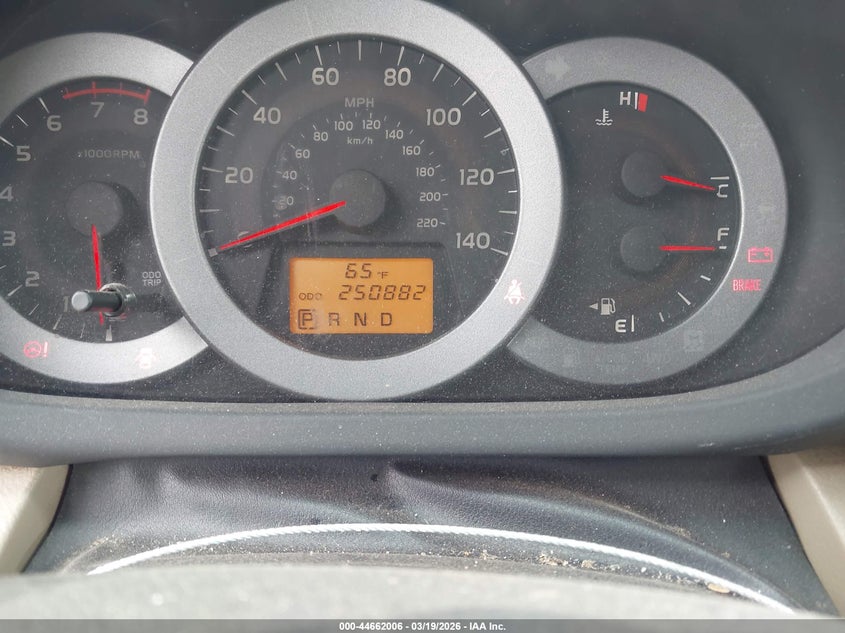 5
6
7
8
x1000RPM
4
3
2
1
ODO
TRIP
20
40
60
80
100
120
140
MPH
km/h
20
40
60
80
100
120
140
160
180
200
220
65 °F
ODO 250882
P R N D
H
C
F
E
BRAKE
000-44662006 - 03/19/2026 - IAA Inc.